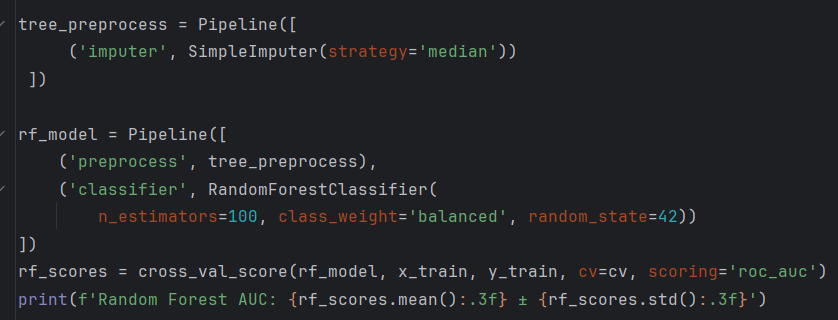 tree_preprocess = Pipeline([
    ('imputer', SimpleImputer(strategy='median'))
 ])
rf_model = Pipeline([
    ('preprocess', tree_preprocess),
    ('classifier', RandomForestClassifier(
        n_estimators=100, class_weight='balanced', random_state=42))
])
rf_scores = cross_val_score(rf_model, x_train, y_train, cv=cv, scoring='roc_auc')
print(f'Random Forest AUC: {rf_scores.mean():.3f} ± {rf_scores.std():.3f}')